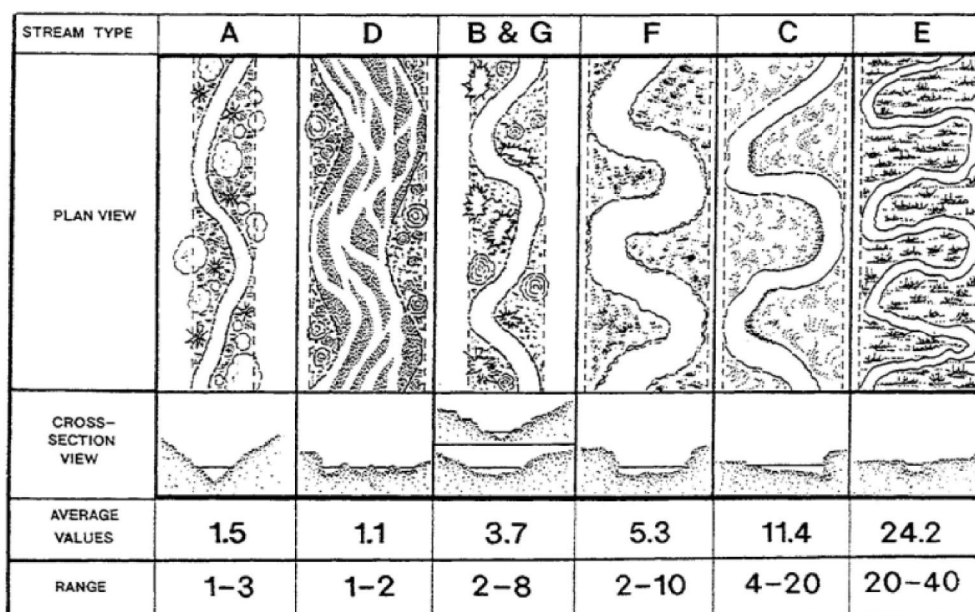 STREAM TYPE A D B & G F C E
PLAN VIEW
CROSS-
SECTION
VIEW
AVERAGE
VALUES 1.5 1.1 3.7 5.3 11.4 24.2
RANGE 1–3 1–2 2–8 2–10 4–20 20–40